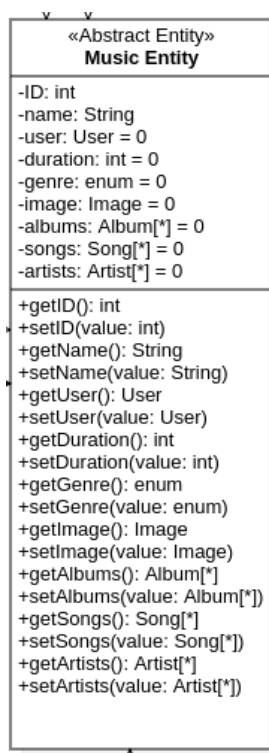 «Abstract Entity»
Music Entity
-ID: int
-name: String
-user: User = 0
-duration: int = 0
-genre: enum = 0
-image: Image = 0
-albums: Album[*] = 0
-songs: Song[*] = 0
-artists: Artist[*] = 0
+getID(): int
+setID(value: int)
+getName(): String
+setName(value: String)
+getUser(): User
+setUser(value: User)
+getDuration(): int
+setDuration(value: int)
+getGenre(): enum
+setGenre(value: enum)
+getImage(): Image
+setImage(value: Image)
+getAlbums(): Album[*]
+setAlbums(value: Album[*])
+getSongs(): Song[*]
+setSongs(value: Song[*])
+getArtists(): Artist[*]
+setArtists(value: Artist[*])